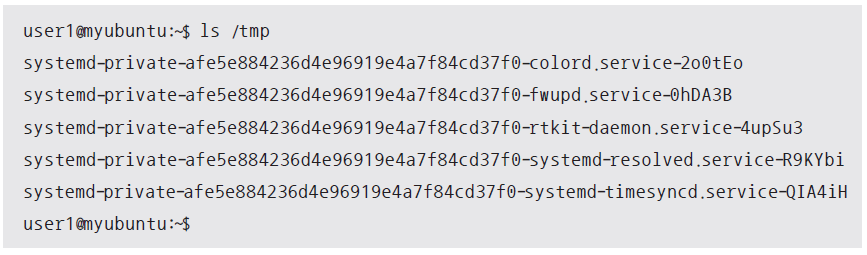 user1@myubuntu:~$ ls /tmp
systemd-private-afe5e884236d4e96919e4a7f84cd37f0-colord.service-2o0tEo
systemd-private-afe5e884236d4e96919e4a7f84cd37f0-fwupd.service-0hDA3B
systemd-private-afe5e884236d4e96919e4a7f84cd37f0-rtkit-daemon.service-4upSu3
systemd-private-afe5e884236d4e96919e4a7f84cd37f0-systemd-resolved.service-R9KYbi
systemd-private-afe5e884236d4e96919e4a7f84cd37f0-systemd-timesyncd.service-QIA4iH
user1@myubuntu:~$